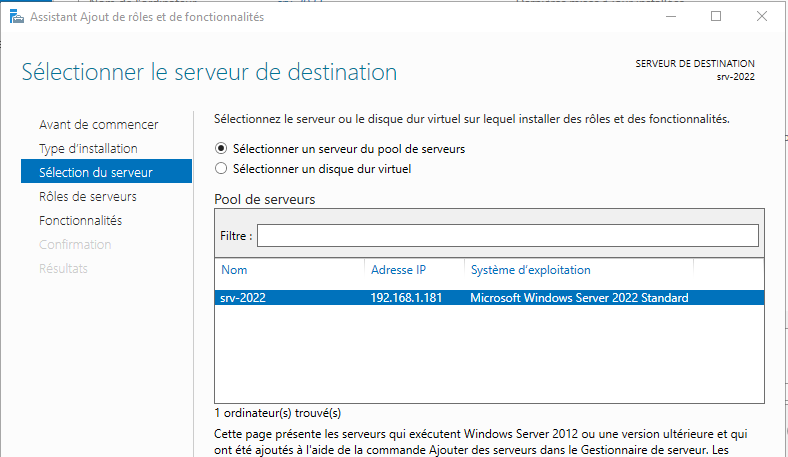 Assistant Ajout de rôles et de fonctionnalités
Sélectionner le serveur de destination
SERVEUR DE DESTINATION
srv-2022
Avant de commencer
Type d'installation
Sélection du serveur
Rôles de serveurs
Fonctionnalités
Confirmation
Résultats
Sélectionnez le serveur ou le disque dur virtuel sur lequel installer des rôles et des fonctionnalités.
Sélectionner un serveur du pool de serveurs
Sélectionner un disque dur virtuel
Pool de serveurs
Filtre :
Nom Adresse IP Système d'exploitation
srv-2022 192.168.1.181 Microsoft Windows Server 2022 Standard
1 ordinateur(s) trouvé(s)
Cette page présente les serveurs qui exécutent Windows Server 2012 ou une version ultérieure et qui
ont été ajoutés à l'aide de la commande Ajouter des serveurs dans le Gestionnaire de serveur. Les